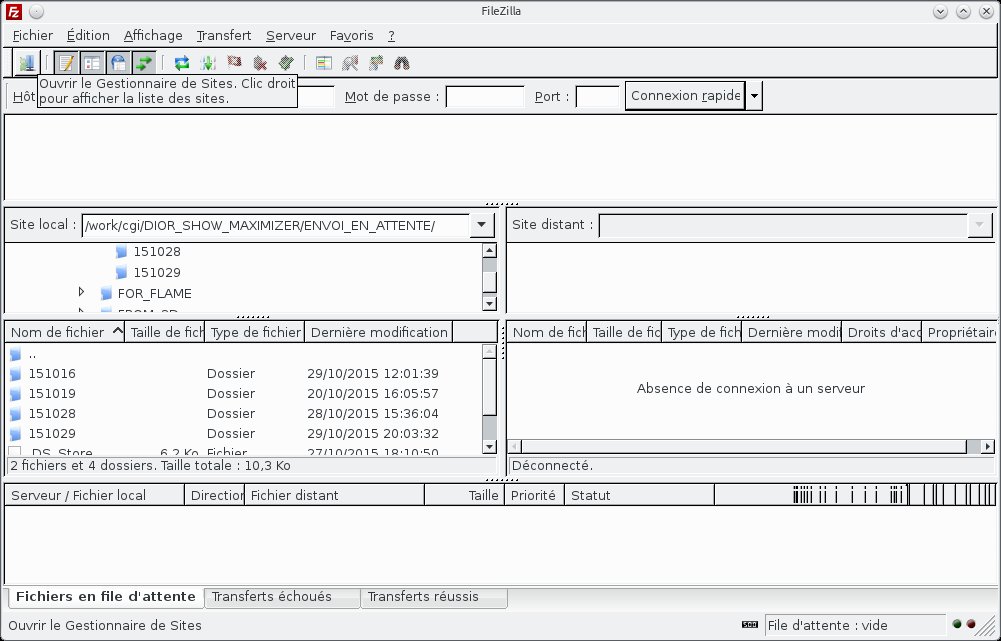 FileZilla
Fichier Édition Affichage Transfert Serveur Favoris ?
Ouvrir le Gestionnaire de Sites. Clic droit
pour afficher la liste des sites.
Hôt Mot de passe : Port : Connexion rapide
Site local : /work/cgi/DIOR_SHOW_MAXIMIZER/ENVOI_EN_ATTENTE/
151028
151029
FOR_FLAME
Site distant :
Nom de fichier Taille de fich Type de fichier Dernière modification
..
151016 Dossier 29/10/2015 12:01:39
151019 Dossier 20/10/2015 16:05:57
151028 Dossier 28/10/2015 15:36:04
151029 Dossier 29/10/2015 20:03:32
.DS_Store 6,2 Ko Fichier 27/10/2015 18:10:50
2 fichiers et 4 dossiers. Taille totale : 10,3 Ko
Nom de fich Taille de fic Type de fichi Dernière modifi Droits d'acc Propriétaire
Absence de connexion à un serveur
Déconnecté.
Serveur / Fichier local Direction Fichier distant Taille Priorité Statut
Fichiers en file d'attente Transferts échoués Transferts réussis
Ouvrir le Gestionnaire de Sites File d'attente : vide